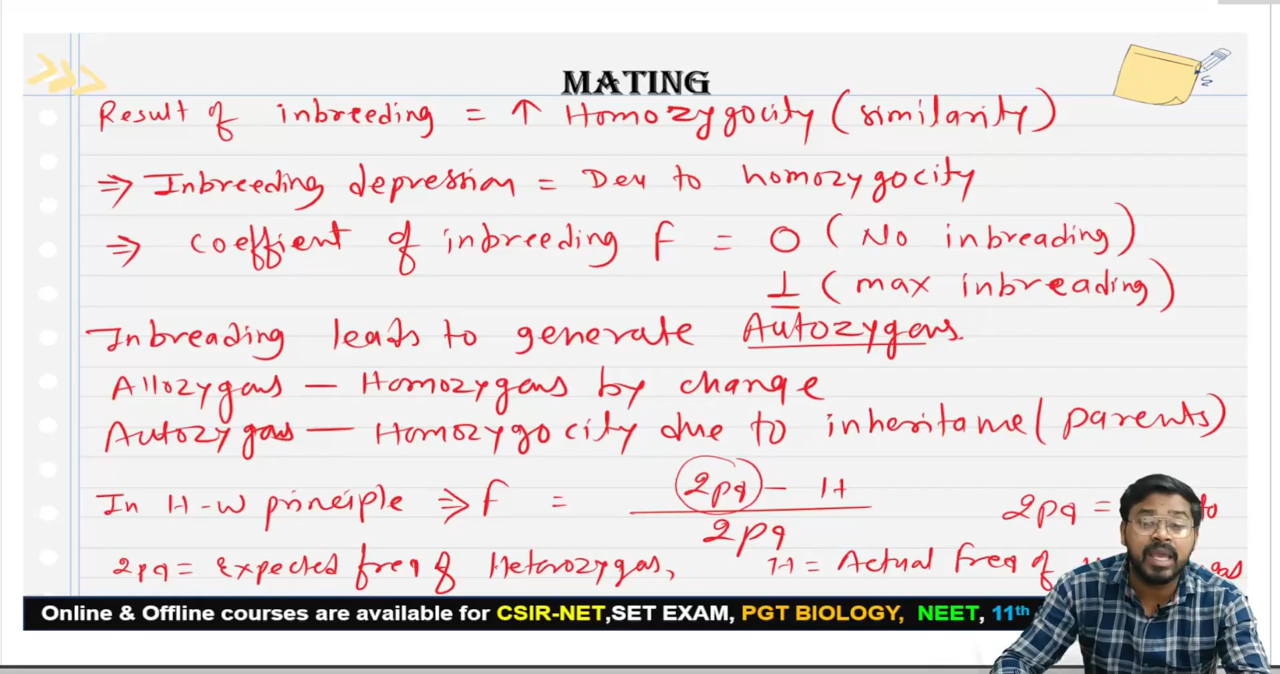 MATING
Result of inbreeding = ↑ Homozygocity (similarity)
⇒ Inbreeding depression = Deu to homozygocity
⇒ coeffient of inbreeding F = 0 (No inbreading)
1 (max inbreading)
Inbreading leads to generate Autozygous.
Allozygous — Homozygous by change
Autozygous — Homozygocity due to inheritame (parents)
In H-W principle ⇒ F = 2pq - H / 2pq
2pq =
2pq = Expected freq of Heterozygas, H = Actual freq of
Online & Offline courses are available for CSIR-NET,SET EXAM, PGT BIOLOGY, NEET, 11th